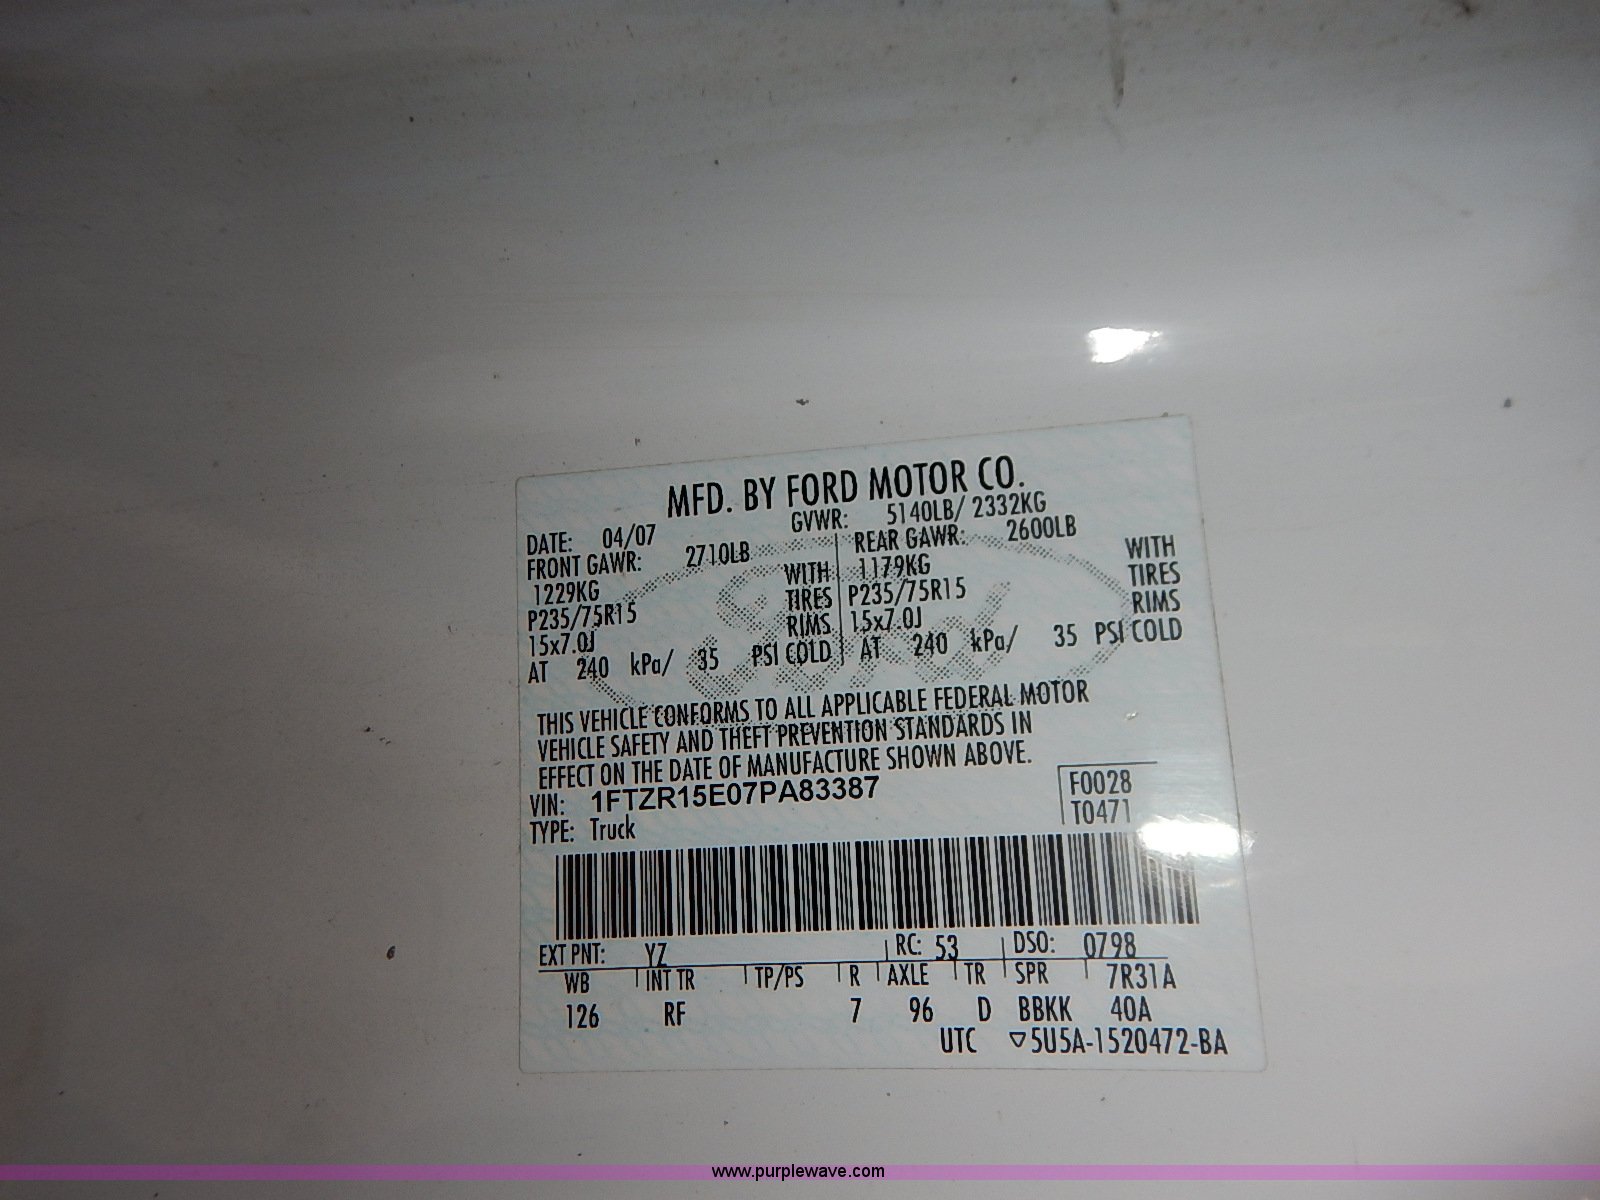 MFD. BY FORD MOTOR CO.
DATE: 04/07 GVWR: 5140LB/ 2332KG
FRONT GAWR: 2710LB REAR GAWR: 2600LB
1229KG WITH 1179KG WITH
P235/75R15 TIRES P235/75R15 TIRES
15x7.0J RIMS 15x7.0J RIMS
AT 240 kPa/ 35 PSI COLD AT 240 kPa/ 35 PSI COLD
Ford
THIS VEHICLE CONFORMS TO ALL APPLICABLE FEDERAL MOTOR
VEHICLE SAFETY AND THEFT PREVENTION STANDARDS IN
EFFECT ON THE DATE OF MANUFACTURE SHOWN ABOVE.
VIN: 1FTZR15E07PA83387 F0028
TYPE: Truck T0471
EXT PNT: YZ RC: 53 DSO: 0798
WB INT TR TP/PS R AXLE TR SPR 7R31A
126 RF 7 96 D BBKK 40A
UTC ▽5U5A-1520472-BA
www.purplewave.com